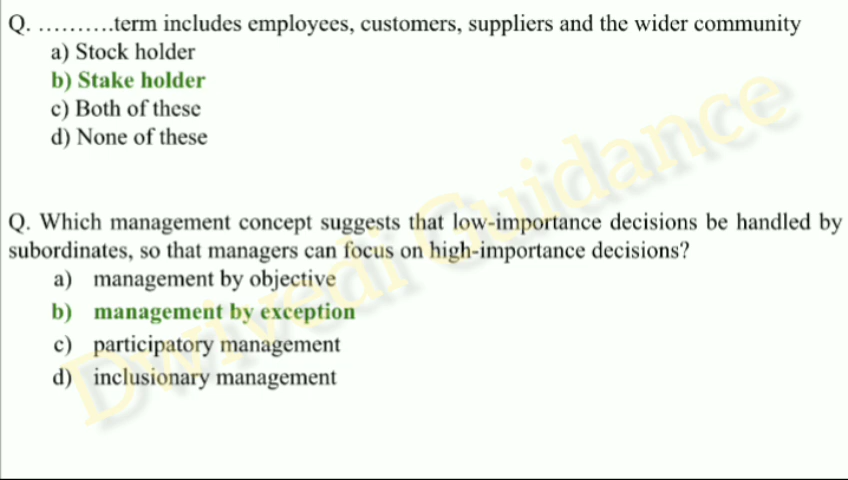 Q. ..........term includes employees, customers, suppliers and the wider community
a) Stock holder
b) Stake holder
c) Both of these
d) None of these
Q. Which management concept suggests that low-importance decisions be handled by
subordinates, so that managers can focus on high-importance decisions?
a) management by objective
b) management by exception
c) participatory management
d) inclusionary management
Dwivedi Guidance